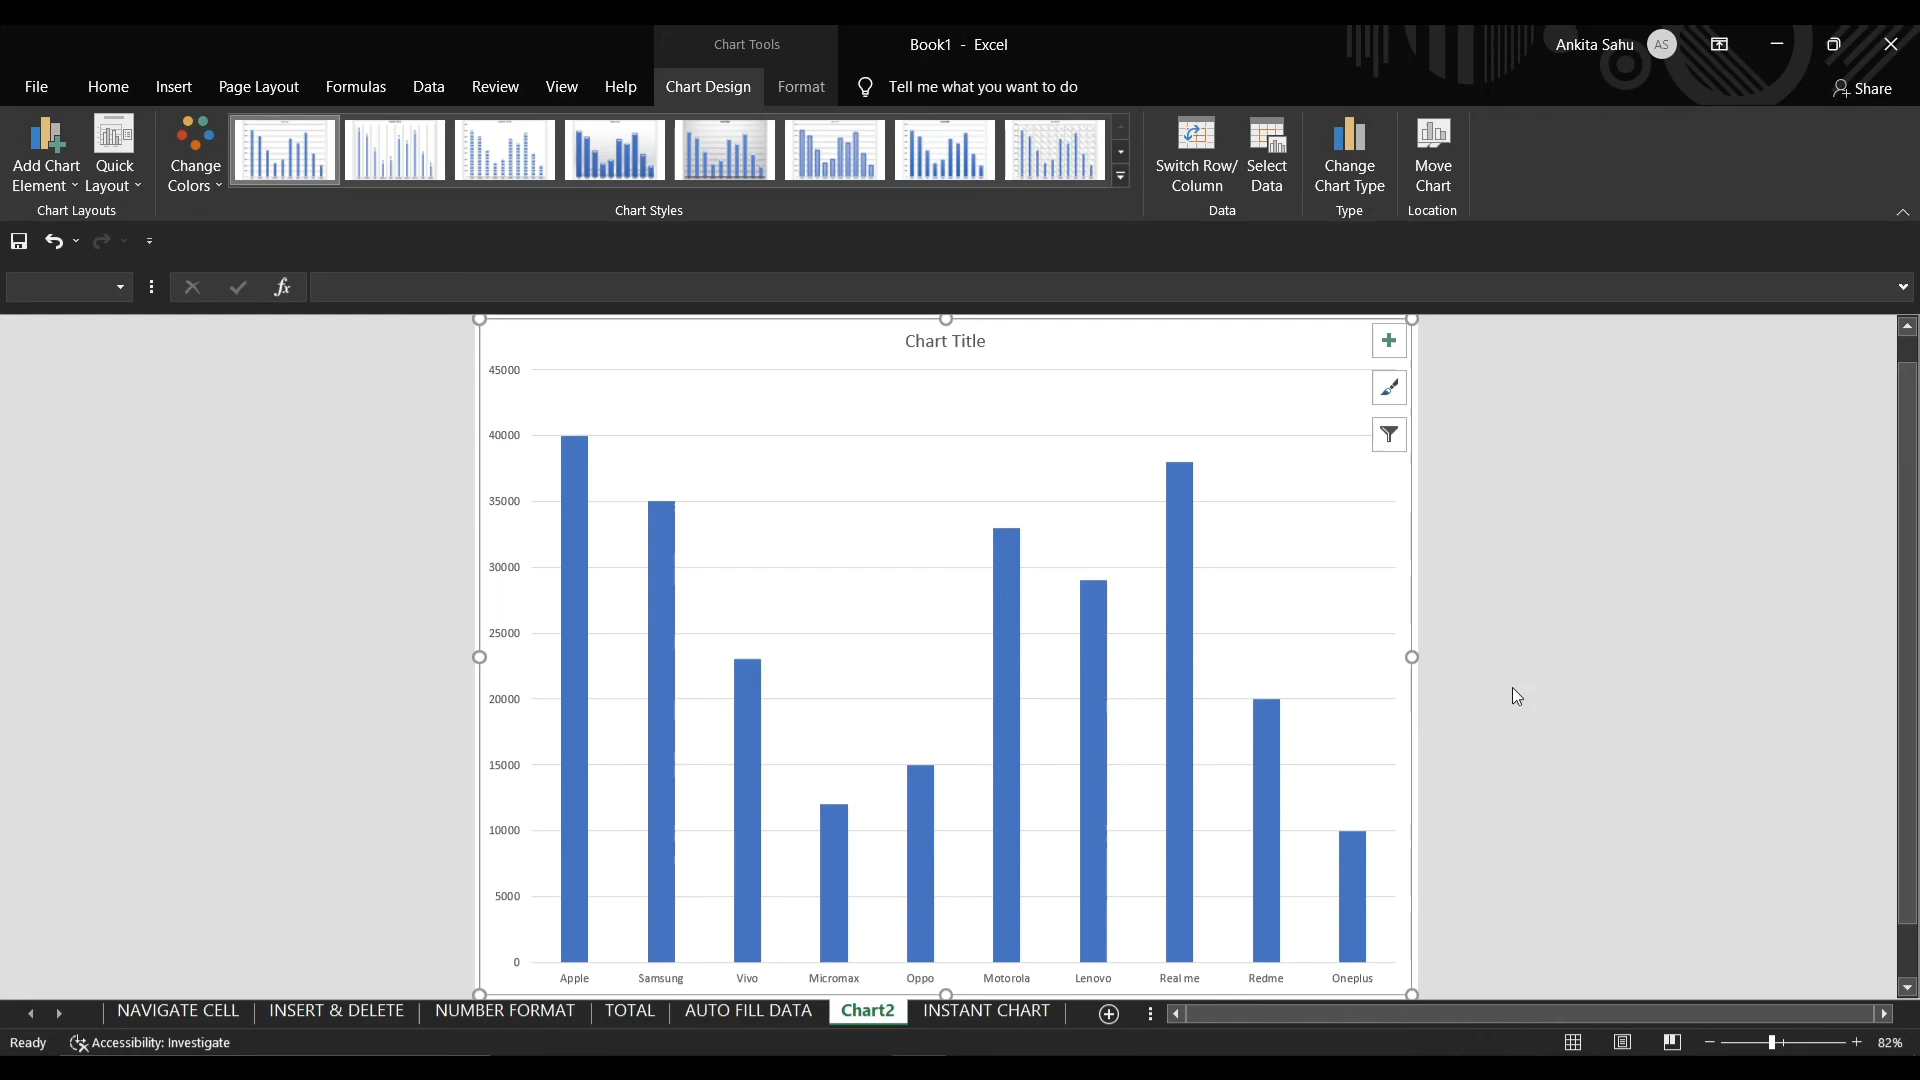 Chart Tools
Book1 - Excel
Ankita Sahu AS
File Home Insert Page Layout Formulas Data Review View Help Chart Design Format Tell me what you want to do Share
Add Chart Element
Quick Layout
Change Colors
Switch Row/ Column
Select Data
Change Chart Type
Move Chart
Chart Layouts Chart Styles Data Type Location
fx
Chart Title
45000
40000
35000
30000
25000
20000
15000
10000
5000
0
Apple Samsung Vivo Micromax Oppo Motorola Lenovo Real me Redme Oneplus
NAVIGATE CELL INSERT & DELETE NUMBER FORMAT TOTAL AUTO FILL DATA Chart2 INSTANT CHART
Ready Accessibility: Investigate 82%